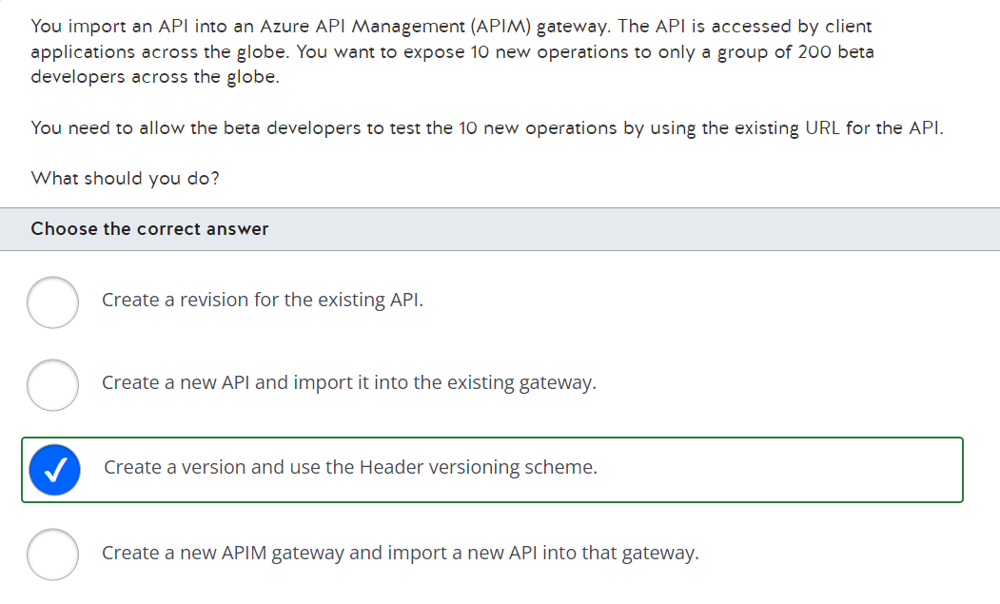 You import an API into an Azure API Management (APIM) gateway. The API is accessed by client
applications across the globe. You want to expose 10 new operations to only a group of 200 beta
developers across the globe.
You need to allow the beta developers to test the 10 new operations by using the existing URL for the API.
What should you do?
Choose the correct answer
Create a revision for the existing API.
Create a new API and import it into the existing gateway.
Create a version and use the Header versioning scheme.
Create a new APIM gateway and import a new API into that gateway.